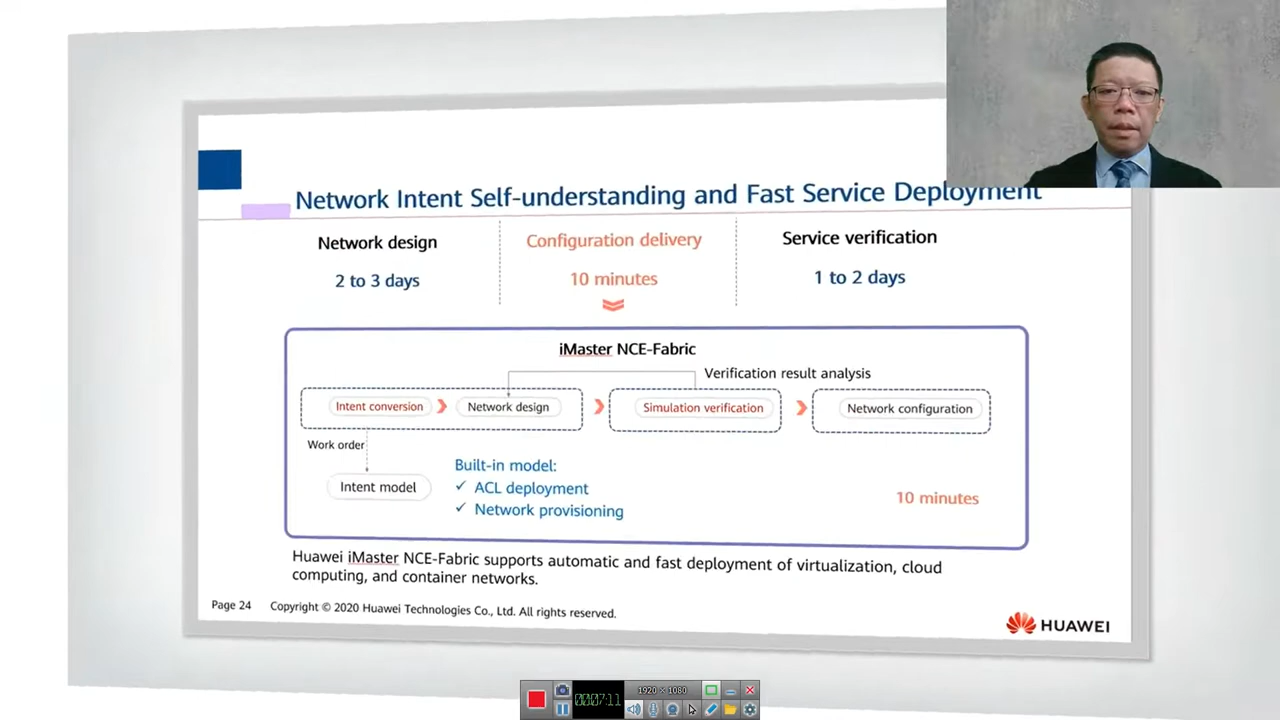 Network Intent Self-understanding and Fast Service Deployment
Network design
Configuration delivery
Service verification
2 to 3 days
10 minutes
1 to 2 days
iMaster NCE-Fabric
Verification result analysis
Intent conversion
Network design
Simulation verification
Network configuration
Work order
Intent model
Built-in model:
✓ ACL deployment
✓ Network provisioning
10 minutes
Huawei iMaster NCE-Fabric supports automatic and fast deployment of virtualization, cloud
computing, and container networks.
Page 24
Copyright © 2020 Huawei Technologies Co., Ltd. All rights reserved.
HUAWEI
0007:11
1920 × 1080